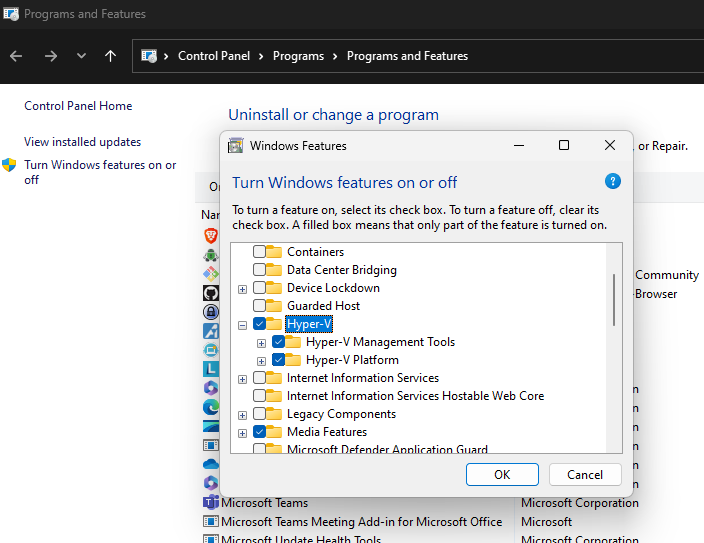 Programs and Features
Control Panel > Programs > Programs and Features
Control Panel Home
View installed updates
Turn Windows features on or
off
Uninstall or change a program
or Repair.
Windows Features
Turn Windows features on or off
To turn a feature on, select its check box. To turn a feature off, clear its
check box. A filled box means that only part of the feature is turned on.
Containers
Data Center Bridging
Device Lockdown
Guarded Host
Hyper-V
Hyper-V Management Tools
Hyper-V Platform
Internet Information Services
Internet Information Services Hostable Web Core
Legacy Components
Media Features
Microsoft Defender Application Guard
OK
Cancel
Community
-Browser
Microsoft Teams Microsoft Corporation
Microsoft Teams Meeting Add-in for Microsoft Office Microsoft
Microsoft Update Health Tools Microsoft Corporation